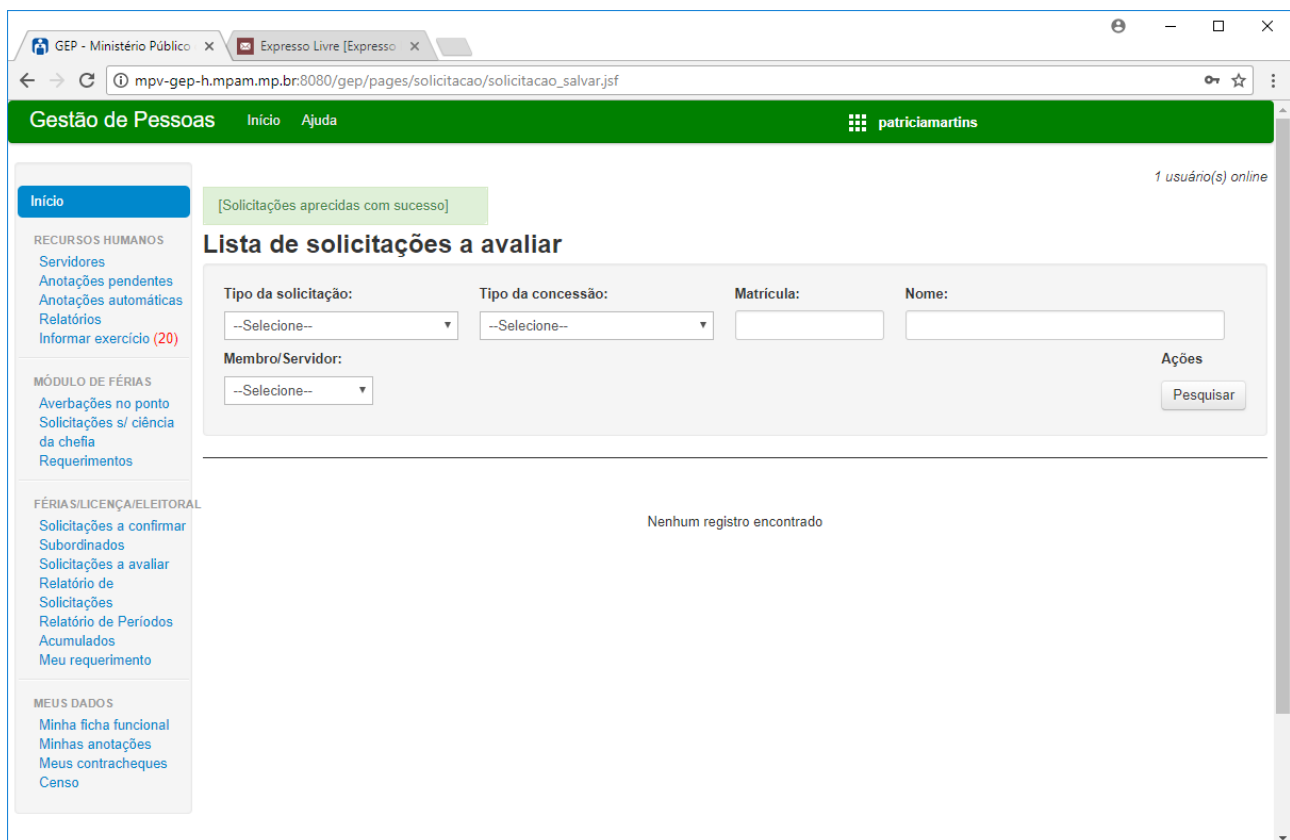 GEP - Ministério Público
Expresso Livre [Expresso
mpv-gep-h.mpam.mp.br:8080/gep/pages/solicitacao/solicitacao_salvar.jsf
Gestão de Pessoas Início Ajuda patriciamartins
1 usuário(s) online
Início
RECURSOS HUMANOS
Servidores
Anotações pendentes
Anotações automáticas
Relatórios
Informar exercício (20)
MÓDULO DE FÉRIAS
Averbações no ponto
Solicitações s/ ciência
da chefia
Requerimentos
FÉRIAS/LICENÇA/ELEITORAL
Solicitações a confirmar
Subordinados
Solicitações a avaliar
Relatório de
Solicitações
Relatório de Períodos
Acumulados
Meu requerimento
MEUS DADOS
Minha ficha funcional
Minhas anotações
Meus contracheques
Censo
[Solicitações aprecidas com sucesso]
Lista de solicitações a avaliar
Tipo da solicitação: Tipo da concessão: Matrícula: Nome:
--Selecione-- --Selecione--
Membro/Servidor: Ações
--Selecione-- Pesquisar
Nenhum registro encontrado